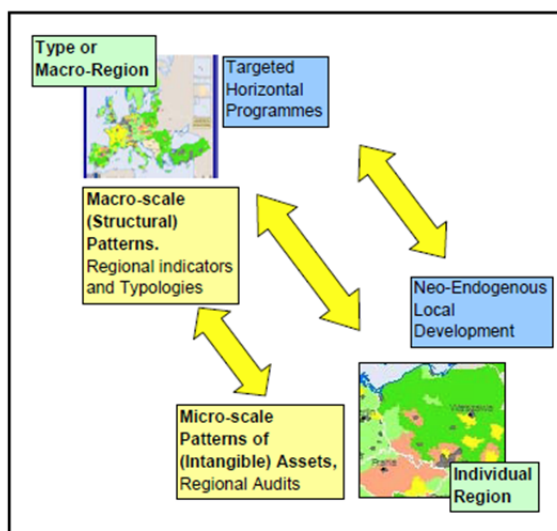 Type or
Macro-Region
Targeted
Horizontal
Programmes
Macro-scale
(Structural)
Patterns.
Regional indicators
and Typologies
Neo-Endogenous
Local
Development
Micro-scale
Patterns of
(Intangible) Assets,
Regional Audits
Individual
Region